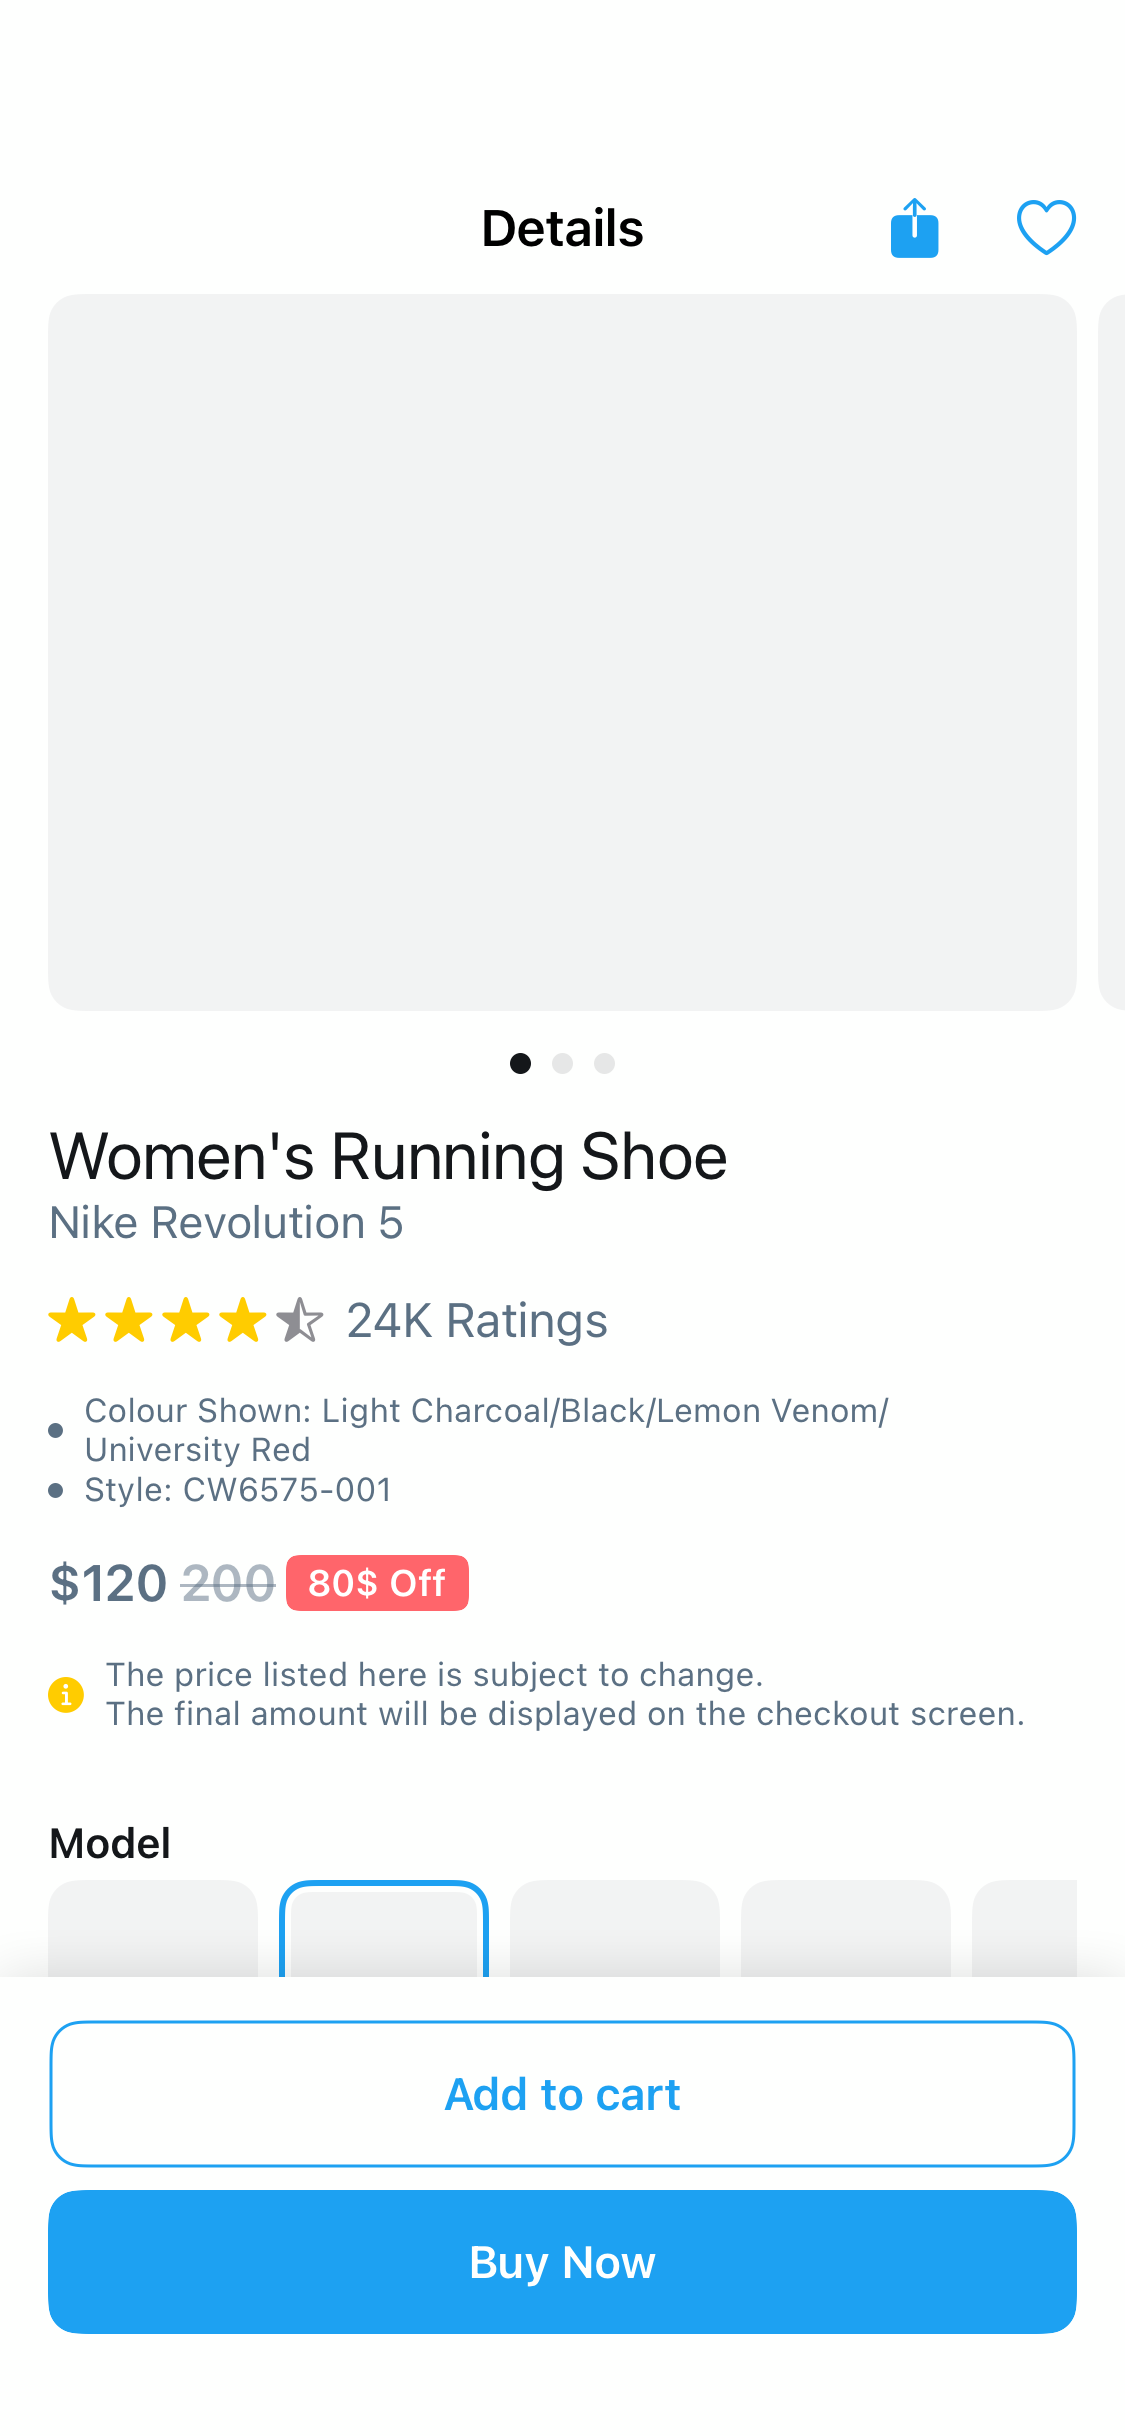 Details
Women's Running Shoe
Nike Revolution 5
24K Ratings
Colour Shown: Light Charcoal/Black/Lemon Venom/
University Red
Style: CW6575-001
$120 200 80$ Off
The price listed here is subject to change.
The final amount will be displayed on the checkout screen.
Model
Add to cart
Buy Now